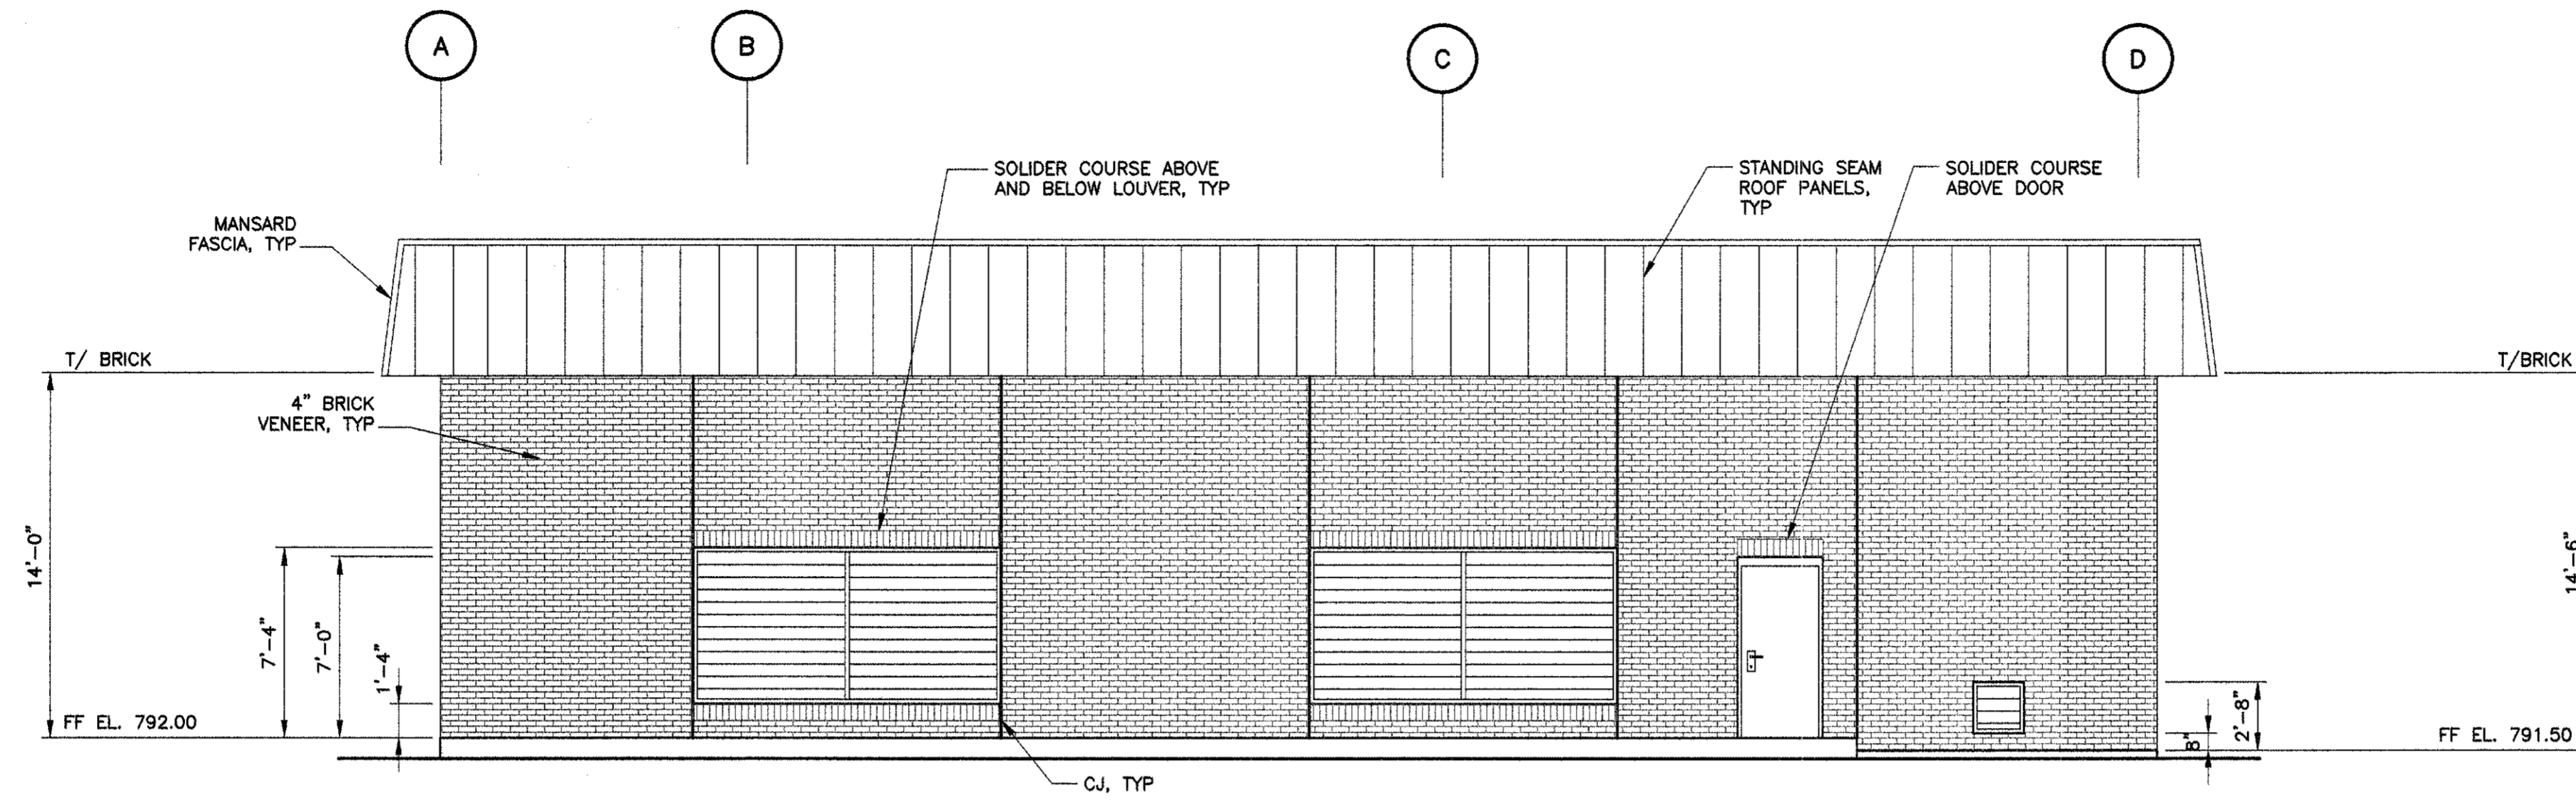 A
B
C
D
SOLIDER COURSE ABOVE
AND BELOW LOUVER, TYP
STANDING SEAM
ROOF PANELS,
TYP
SOLIDER COURSE
ABOVE DOOR
MANSARD
FASCIA, TYP
T/ BRICK
T/BRICK
4" BRICK
VENEER, TYP
14'-0"
7'-4"
7'-0"
1'-4"
14'-6"
2'-8"
8"
FF EL. 792.00
FF EL. 791.50
CJ, TYP